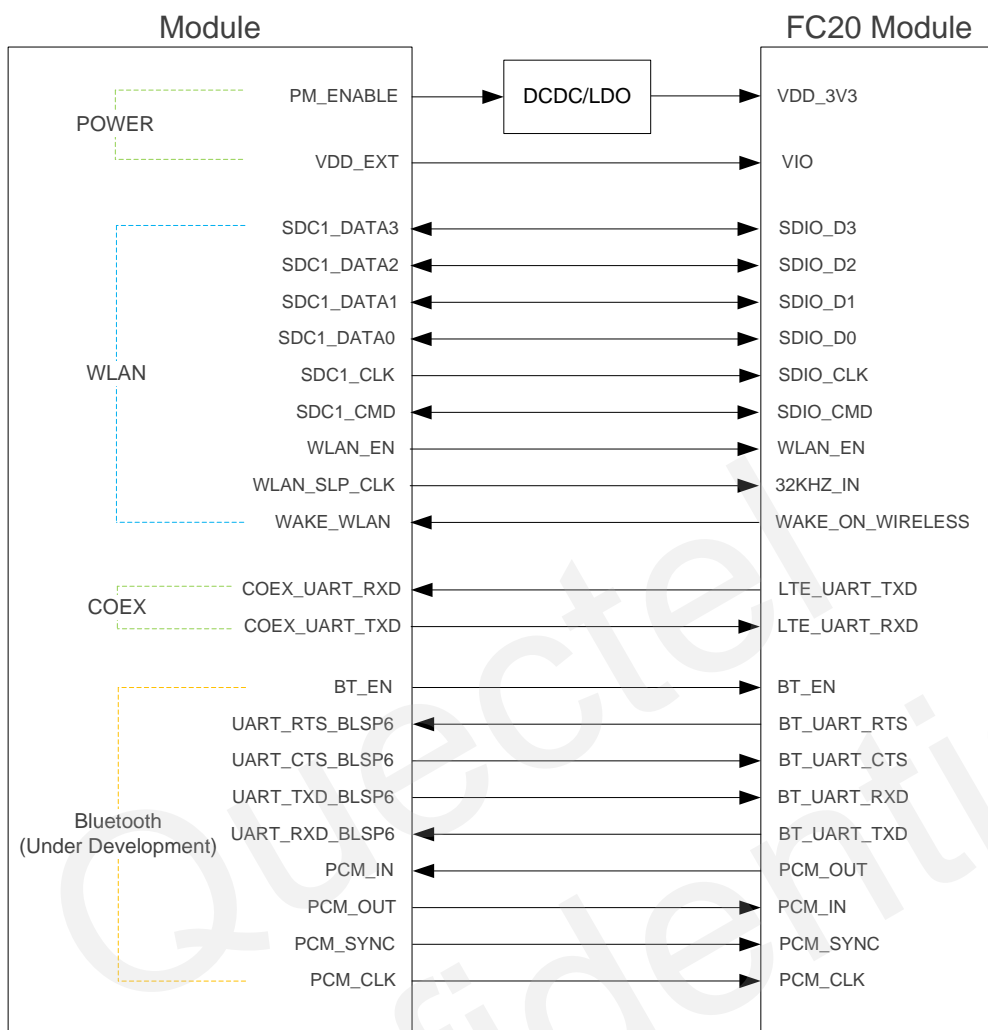 Module
FC20 Module
PM_ENABLE
DCDC/LDO
VDD_3V3
POWER
VDD_EXT
VIO
SDC1_DATA3
SDIO_D3
SDC1_DATA2
SDIO_D2
SDC1_DATA1
SDIO_D1
SDC1_DATA0
SDIO_D0
WLAN
SDC1_CLK
SDIO_CLK
SDC1_CMD
SDIO_CMD
WLAN_EN
WLAN_EN
WLAN_SLP_CLK
32KHZ_IN
WAKE_WLAN
WAKE_ON_WIRELESS
COEX_UART_RXD
LTE_UART_TXD
COEX
COEX_UART_TXD
LTE_UART_RXD
BT_EN
BT_EN
UART_RTS_BLSP6
BT_UART_RTS
UART_CTS_BLSP6
BT_UART_CTS
UART_TXD_BLSP6
BT_UART_RXD
Bluetooth
(Under Development)
UART_RXD_BLSP6
BT_UART_TXD
PCM_IN
PCM_OUT
PCM_OUT
PCM_IN
PCM_SYNC
PCM_SYNC
PCM_CLK
PCM_CLK
Quectel